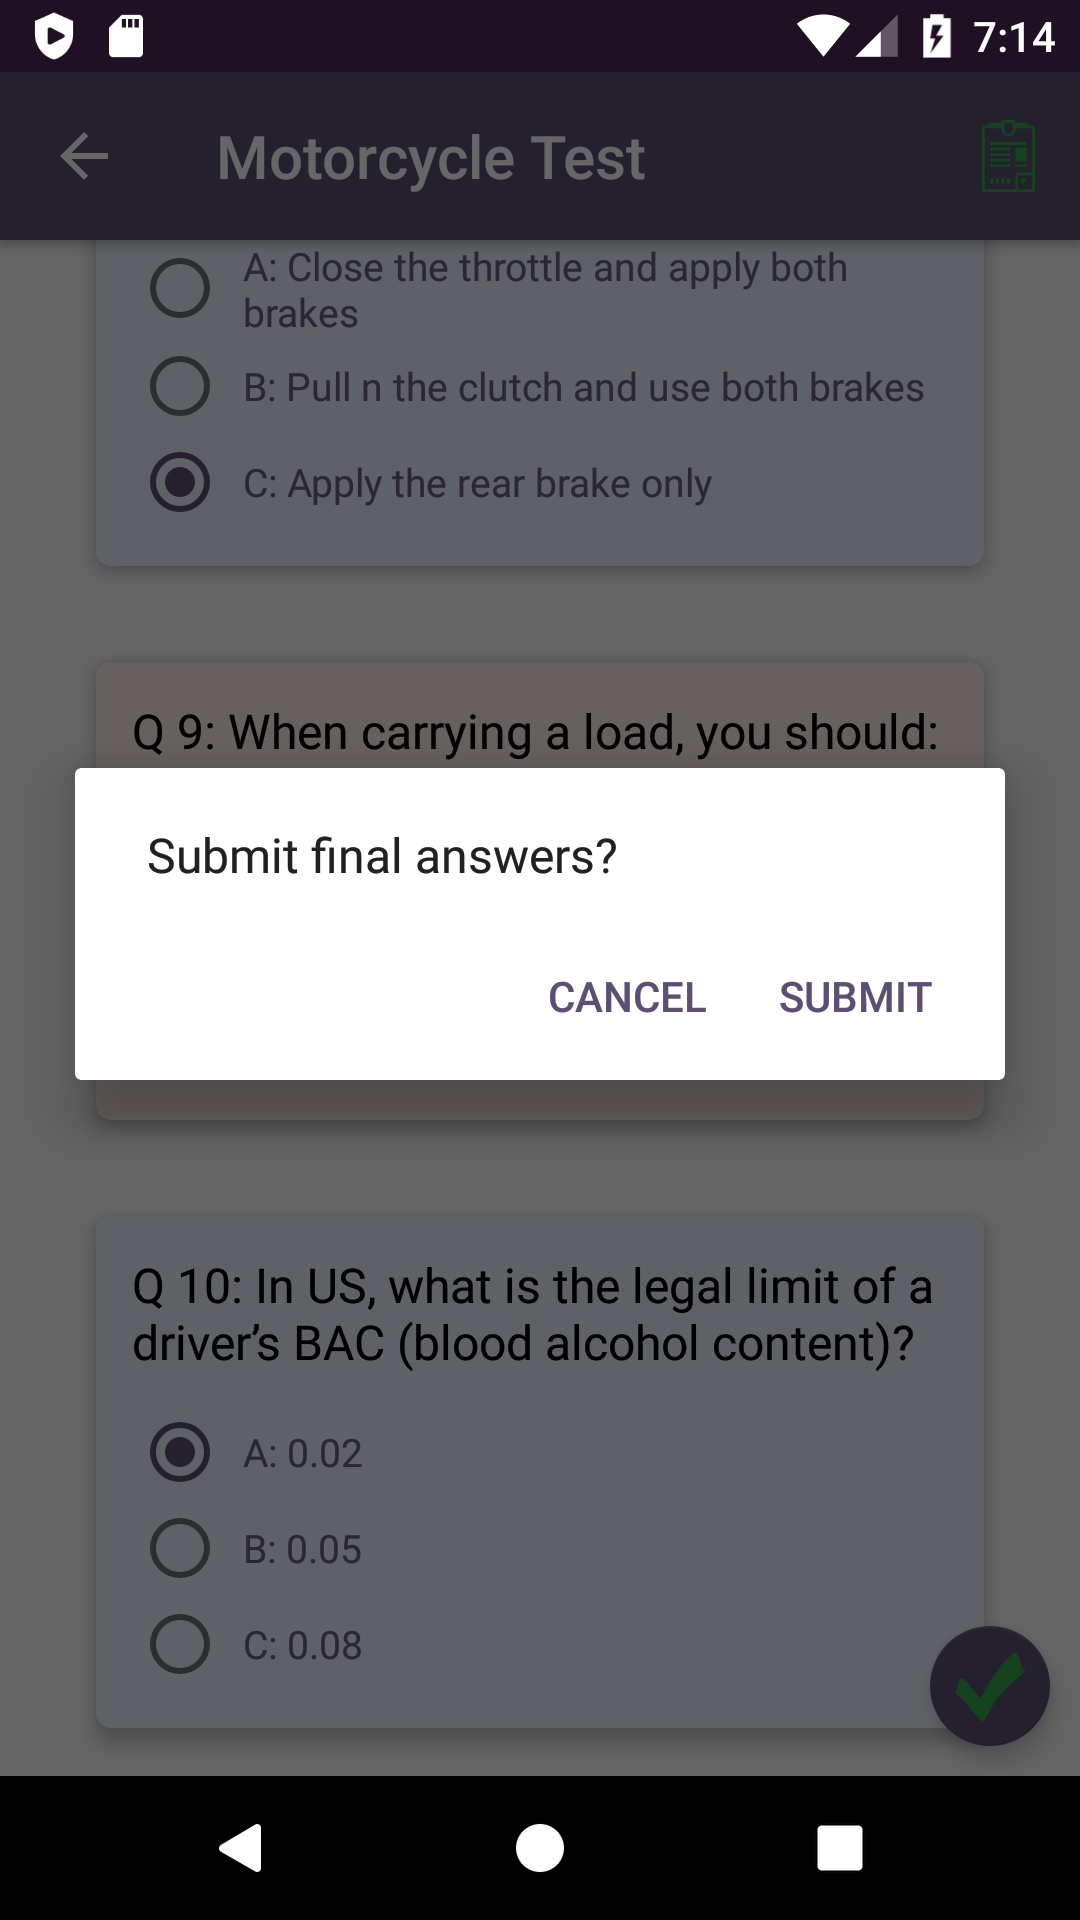 7:14
Motorcycle Test
A: Close the throttle and apply both
brakes
B: Pull n the clutch and use both brakes
C: Apply the rear brake only
Q 9: When carrying a load, you should:
Submit final answers?
CANCEL SUBMIT
Q 10: In US, what is the legal limit of a
driver’s BAC (blood alcohol content)?
A: 0.02
B: 0.05
C: 0.08